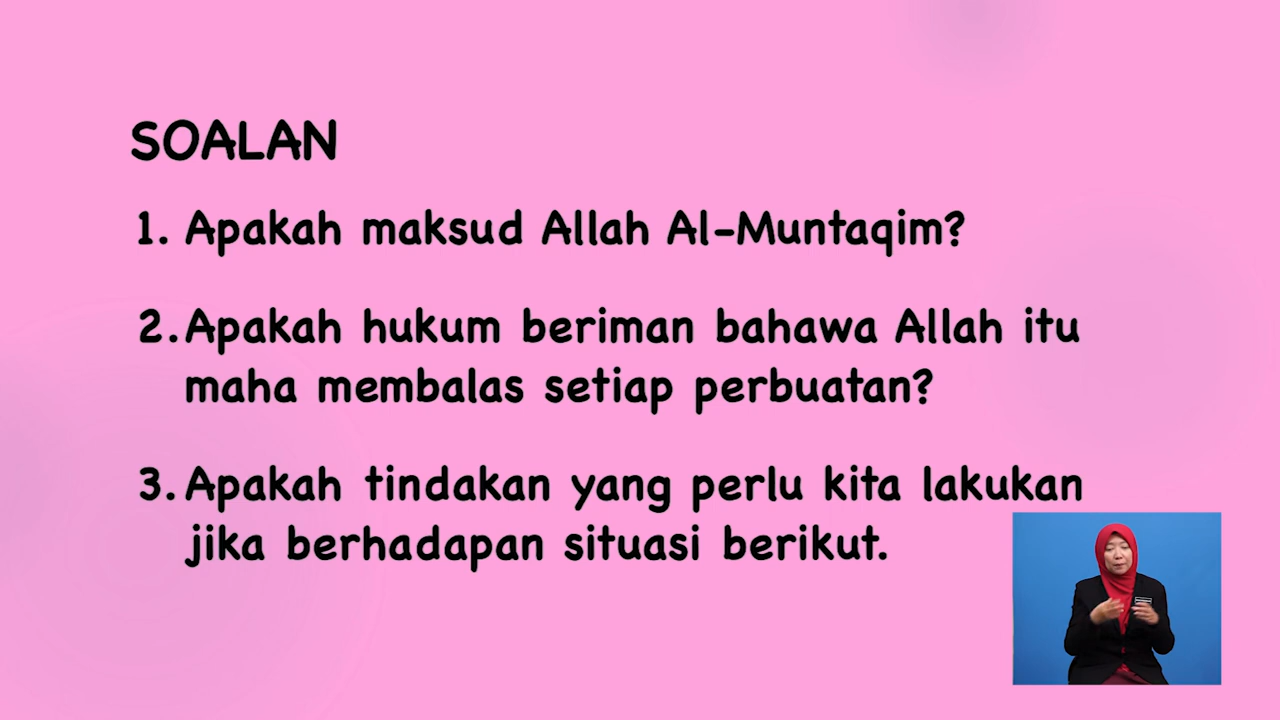 SOALAN
1. Apakah maksud Allah Al-Muntaqim?
2. Apakah hukum beriman bahawa Allah itu
maha membalas setiap perbuatan?
3. Apakah tindakan yang perlu kita lakukan
jika berhadapan situasi berikut.